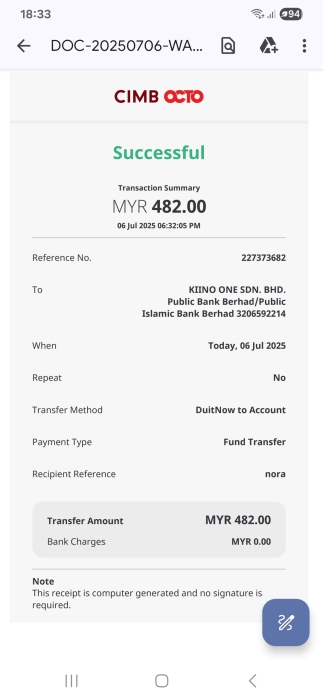 18:33
94
DOC-20250706-WA...
CIMB OCTO
Successful
Transaction Summary
MYR 482.00
06 Jul 2025 06:32:05 PM
Reference No. 227373682
To KIINO ONE SDN. BHD.
Public Bank Berhad/Public
Islamic Bank Berhad 3206592214
When Today, 06 Jul 2025
Repeat No
Transfer Method DuitNow to Account
Payment Type Fund Transfer
Recipient Reference nora
Transfer Amount MYR 482.00
Bank Charges MYR 0.00
Note
This receipt is computer generated and no signature is
required.